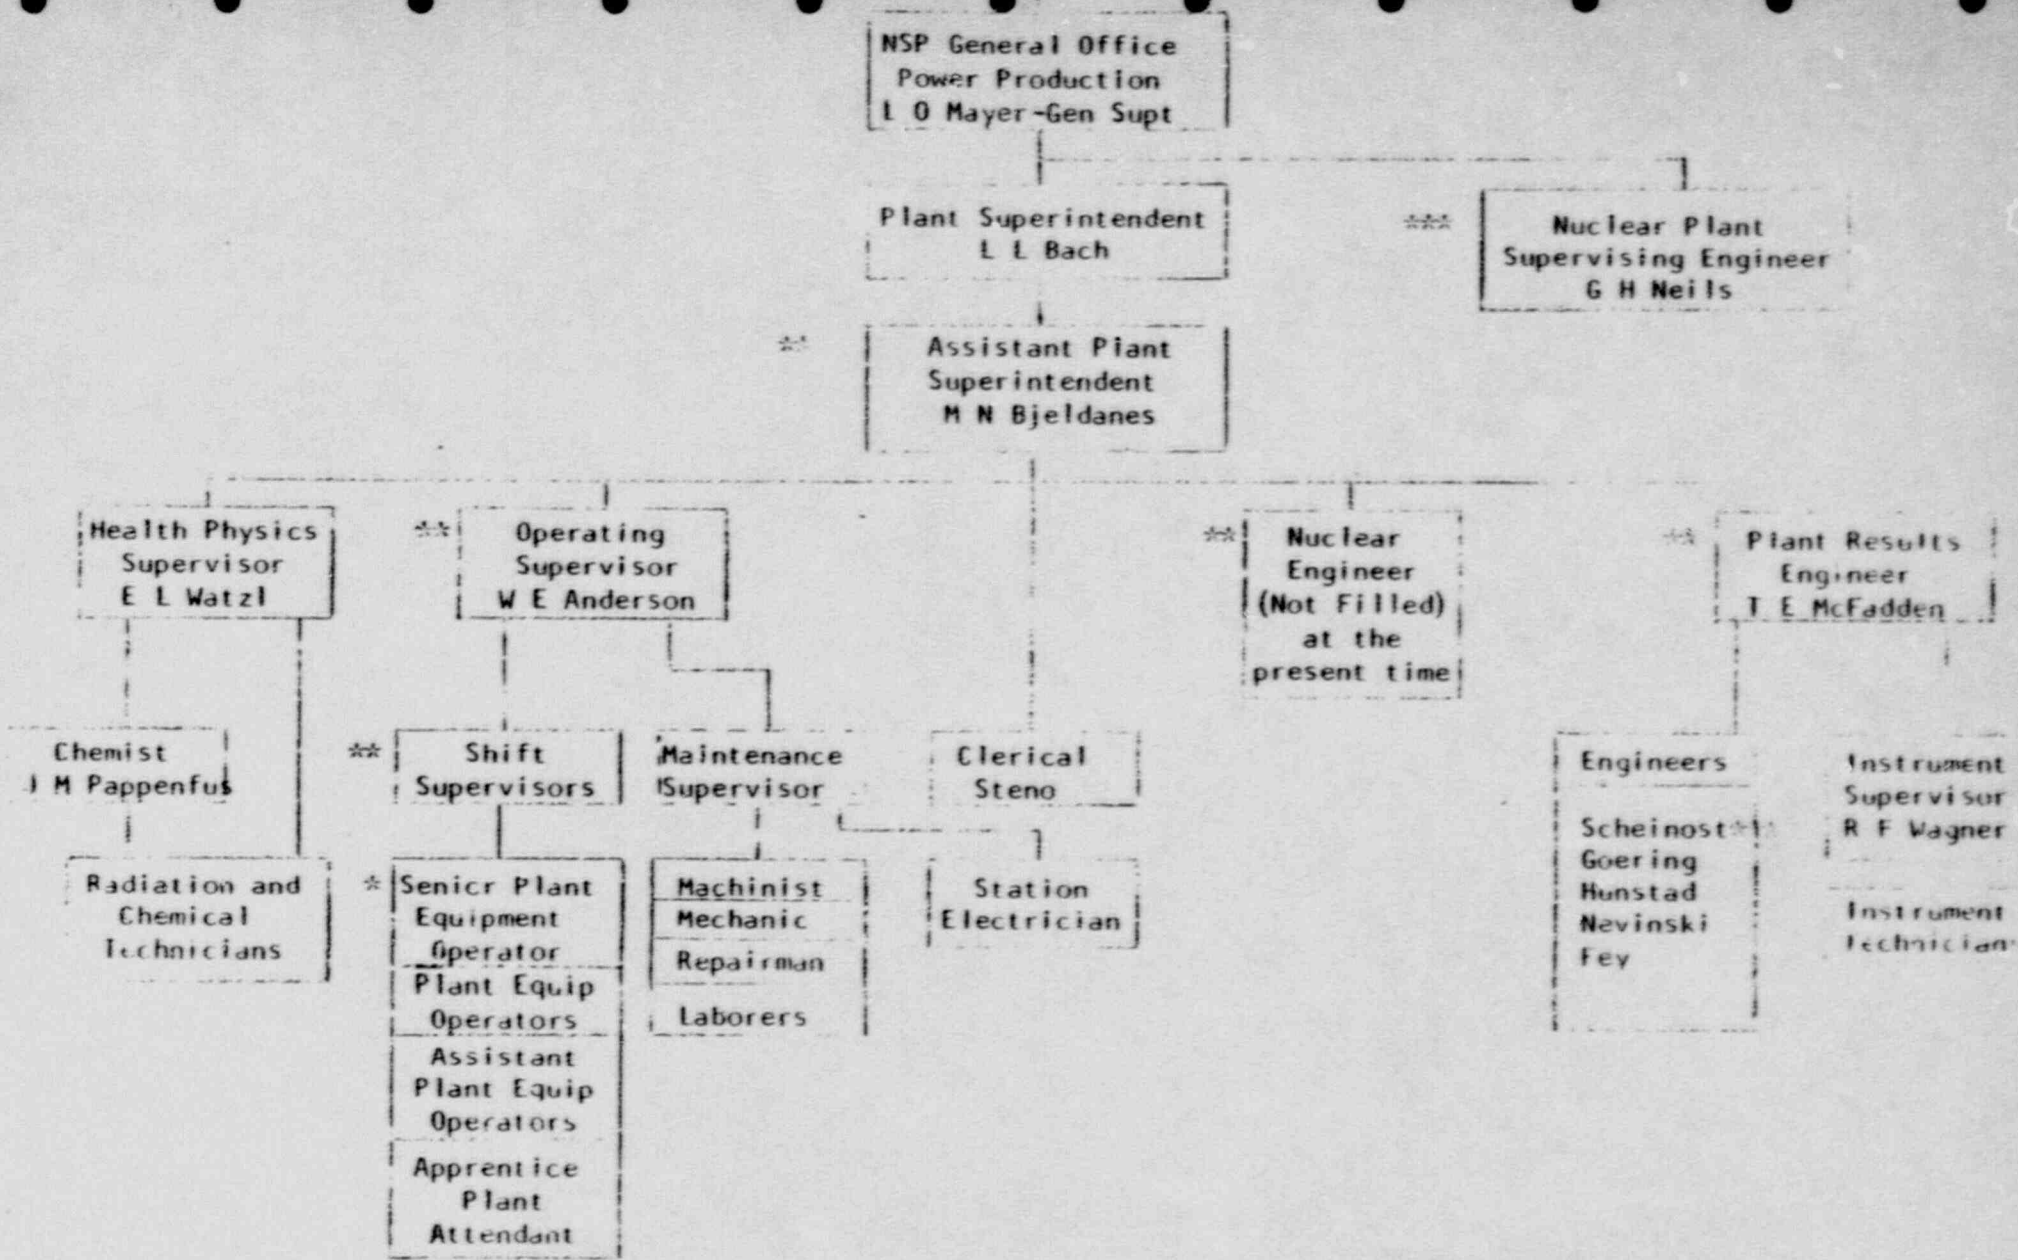 NSP General Office
Power Production
L O Mayer-Gen Supt
Plant Superintendent
L L Bach
***
Nuclear Plant
Supervising Engineer
G H Neils
**
Assistant Plant
Superintendent
M N Bjeldanes
Health Physics
Supervisor
E L Watzl
**
Operating
Supervisor
W E Anderson
**
Nuclear
Engineer
(Not Filled)
at the
present time
**
Plant Results
Engineer
T E McFadden
Chemist
J M Pappenfus
**
Shift
Supervisors
Maintenance
Supervisor
Clerical
Steno
Engineers
Scheinost**
Goering
Hunstad
Nevinski
Fey
Instrument
Supervisor
R F Wagner
Radiation and
Chemical
Technicians
*
Senior Plant
Equipment
Operator
Plant Equip
Operators
Assistant
Plant Equip
Operators
Apprentice
Plant
Attendant
Machinist
Mechanic
Repairman
Laborers
Station
Electrician
Instrument
Technician